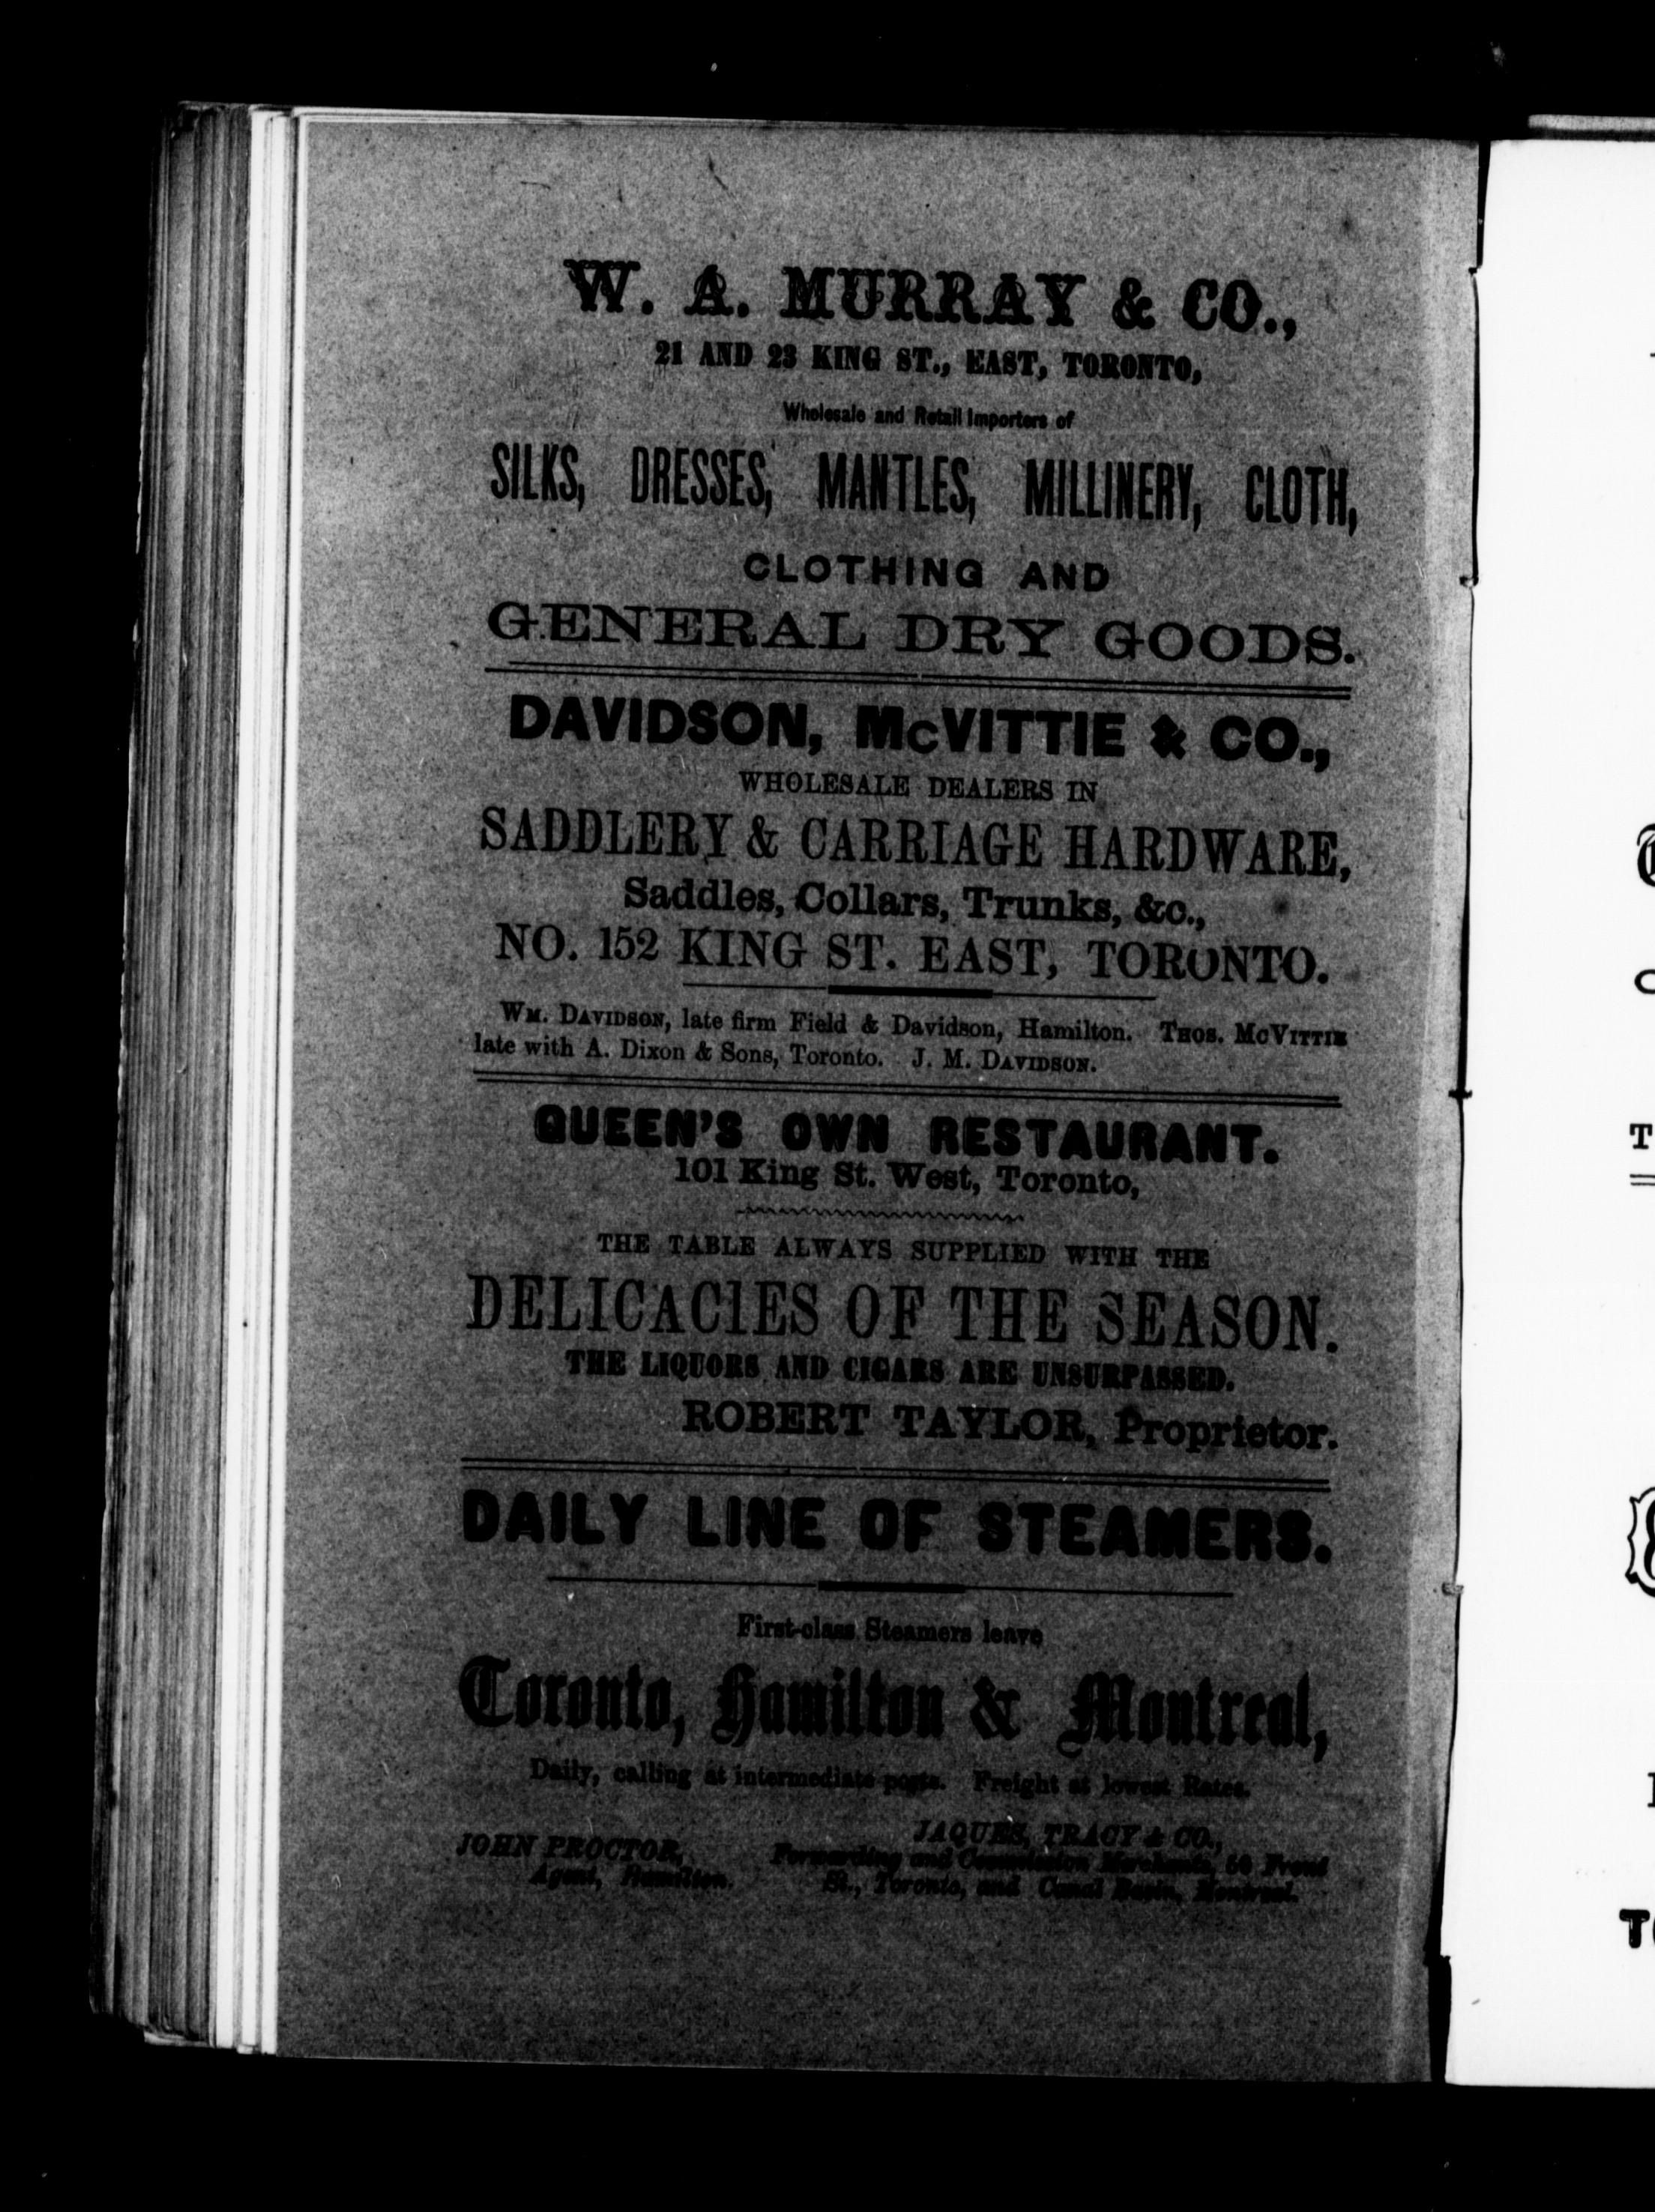 W. A. MURRAY & CO.,
21 AND 23 KING ST., EAST, TORONTO,
Wholesale and Retail Importers of
SILKS, DRESSES, MANTLES, MILLINERY, CLOTH,
CLOTHING AND
GENERAL DRY GOODS.
DAVIDSON, McVITTIE & CO.,
WHOLESALE DEALERS IN
SADDLERY & CARRIAGE HARDWARE,
Saddles, Collars, Trunks, &c.,
NO. 152 KING ST. EAST, TORONTO.
WM. DAVIDSON, late firm Field & Davidson, Hamilton. THOS. MCVITTIE
late with A. Dixon & Sons, Toronto. J. M. DAVIDSON.
QUEEN'S OWN RESTAURANT.
101 King St. West, Toronto,
THE TABLE ALWAYS SUPPLIED WITH THE
DELICACIES OF THE SEASON.
THE LIQUORS AND CIGARS ARE UNSURPASSED.
ROBERT TAYLOR, Proprietor.
DAILY LINE OF STEAMERS.
First-class Steamers leave
Toronto, Hamilton & Montreal,
Daily, calling at intermediate ports. Freight at lowest Rates.
JOHN PROCTOR,
Agent, Hamilton.
JAQUES, TRACY & CO.,
Forwarding and Commission Merchants, Front
St., Toronto, and Canal Basin, Montreal.